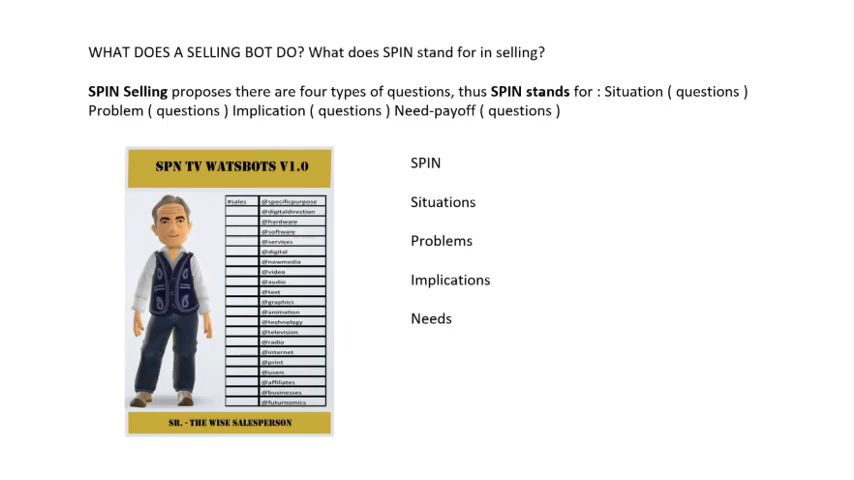 WHAT DOES A SELLING BOT DO? What does SPIN stand for in selling?
SPIN Selling proposes there are four types of questions, thus SPIN stands for : Situation ( questions )
Problem ( questions ) Implication ( questions ) Need-payoff ( questions )
SPN TV WATSBOTS V1.0
#sales @specificpurpose
@digitaldirection
@hardware
@software
@services
@digital
@newmedia
@video
@audio
@text
@graphics
@animation
@technology
@television
@radio
@internet
@print
@users
@affiliates
@businesses
@futurnomics
SR. - THE WISE SALESPERSON
SPIN
Situations
Problems
Implications
Needs